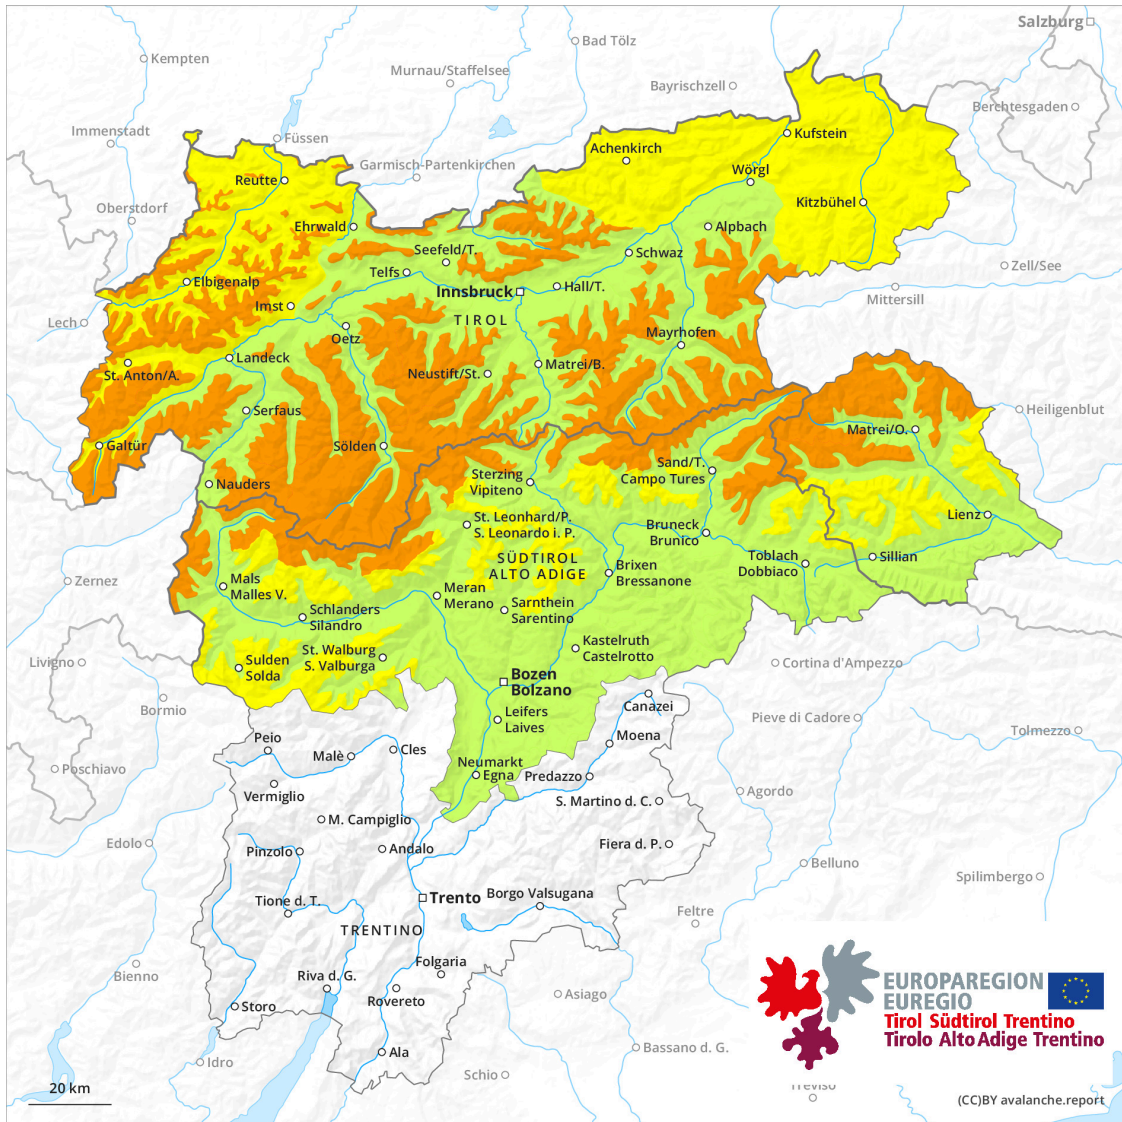 Salzburg
Bad Tölz
Kempten
Murnau/Staffelsee
Bayrischzell
Berchtesgaden
Immenstadt
Füssen
Kufstein
Achenkirch
Garmisch-Partenkirchen
Wörgl
Reutte
Oberstdorf
Kitzbühel
Ehrwald
Alpbach
Seefeld/T.
Schwaz
Telfs
Zell/See
Elbigenalp
Hall/T.
Innsbruck
Mittersill
Imst
TIROL
Lech
Oetz
Mayrhofen
Landeck
St. Anton/A.
Neustift/St.
Matrei/B.
Serfaus
Heiligenblut
Matrei/O.
Galtür
Sölden
Sand/T.
Campo Tures
Sterzing
Vipiteno
Nauders
St. Leonhard/P.
S. Leonardo i. P.
Lienz
Bruneck
Brunico
SÜDTIROL
ALTO ADIGE
Toblach
Dobbiaco
Sillian
Brixen
Bressanone
Zernez
Mals
Malles V.
Meran
Merano
Sarnthein
Sarentino
Schlanders
Silandro
Kastelruth
Castelrotto
St. Walburg
S. Valburga
Livigno
Sulden
Solda
Cortina d'Ampezzo
Bozen
Bolzano
Bormio
Canazei
Leifers
Laives
Pieve di Cadore
Tolmezzo
Peio
Moena
Malè
Cles
Neumarkt
Egna
Poschiavo
Predazzo
Vermiglio
Agordo
S. Martino d. C.
M. Campiglio
Edolo
Pinzolo
Andalo
Fiera d. P.
Belluno
Spilimbergo
Tione d. T.
Trento
Borgo Valsugana
Feltre
TRENTINO
Folgaria
Bienno
Riva d. G.
Rovereto
Asiago
Storo
EUROPAREGION
EUREGIO
Tirol Südtirol Trentino
Tirolo Alto Adige Trentino
Ala
Bassano d. G.
Idro
Schio
Treviso
20 km
(CC)BY avalanche.report